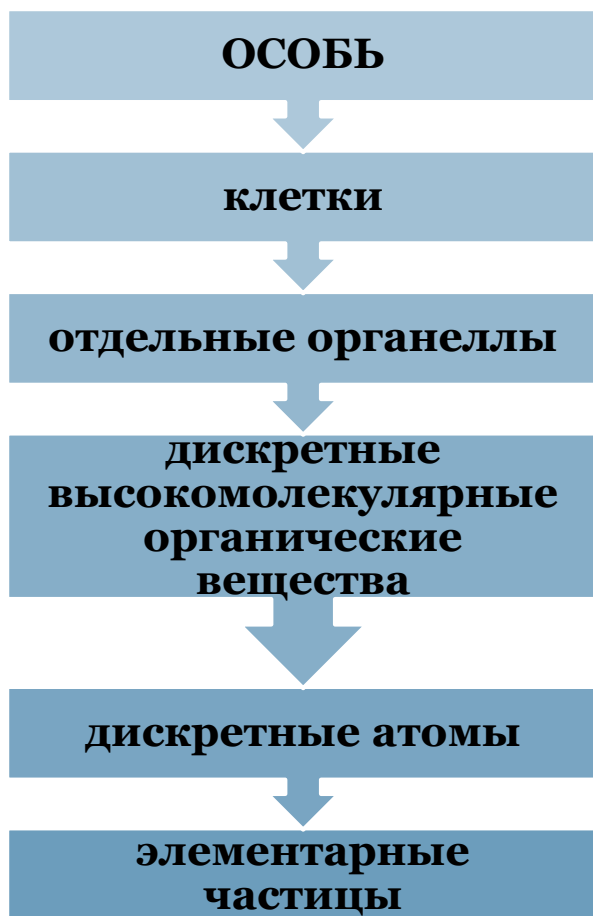 ОСОБЬ
клетки
отдельные органеллы
дискретные
высокомолекулярные
органические
вещества
дискретные атомы
элементарные
частицы